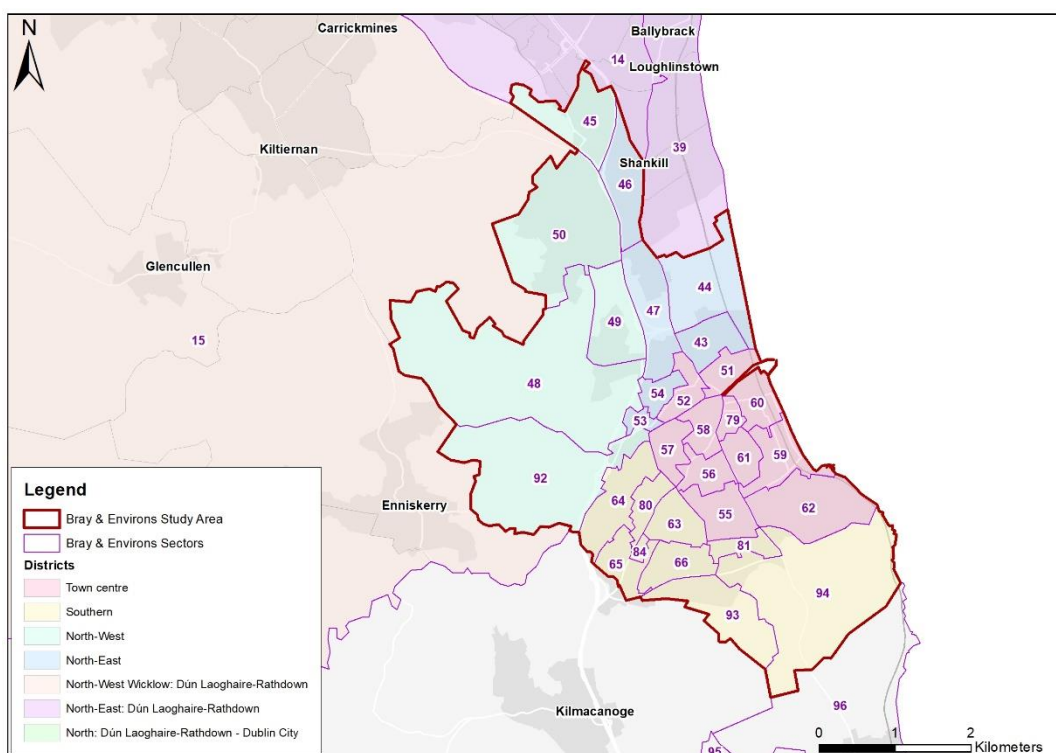 N
Carrickmines
Ballybrack
14
Loughlinstown
45
Kiltiernan
39
Shankill
46
50
Glencullen
44
47
15
49
43
51
48
54
52
60
53
79
58
57
61
59
56
92
64
80
62
Enniskerry
63
55
81
84
65
66
94
93
96
Kilmacanoge
95
Legend
Bray & Environs Study Area
Bray & Environs Sectors
Districts
Town centre
Southern
North-West
North-East
North-West Wicklow: Dún Laoghaire-Rathdown
North-East: Dún Laoghaire-Rathdown
North: Dún Laoghaire-Rathdown - Dublin City
0 1 2
Kilometers